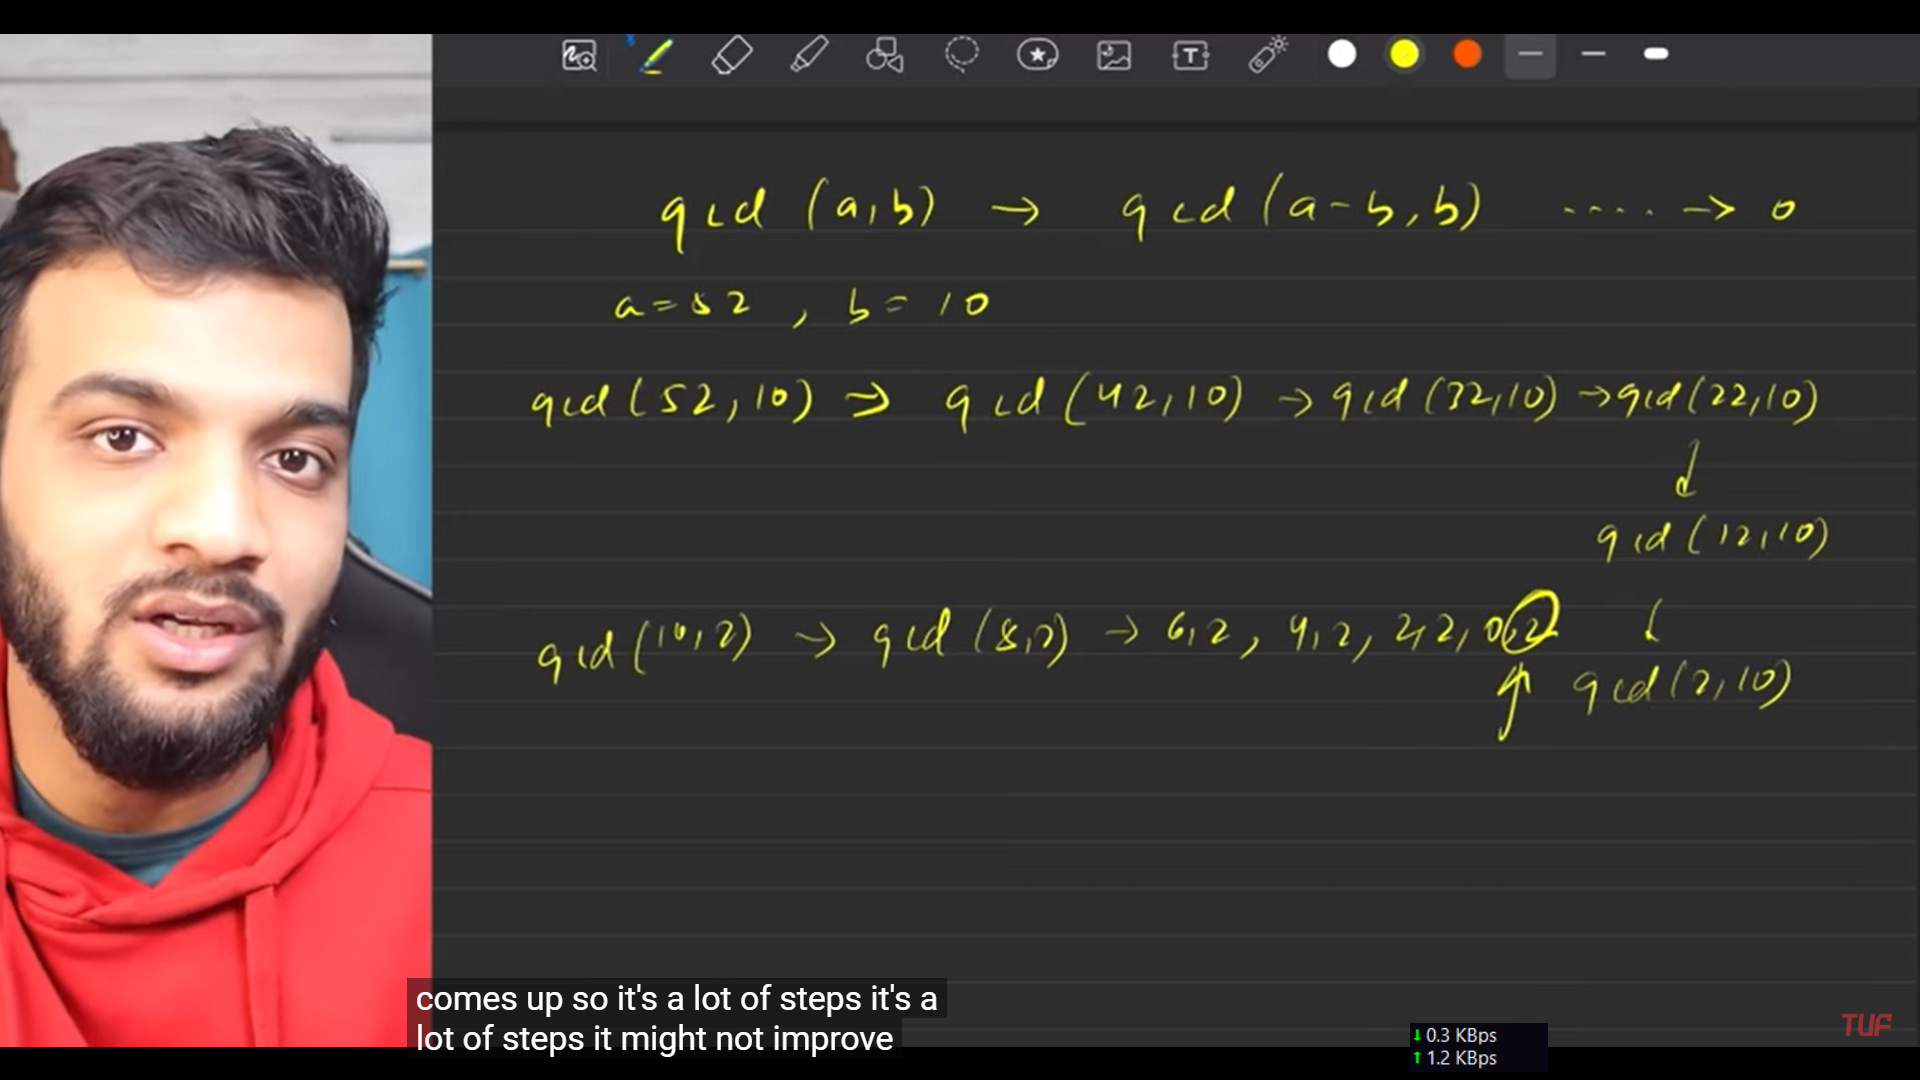 gcd (a,b) → gcd (a-b, b) ..... → 0
a=52 , b= 10
gcd (52,10) → gcd (42,10) → gcd (32,10) → gcd (22,10)
↓
gcd (12,10)
gcd (10,2) → gcd (8,2) → 6,2 , 4,2, 2,2, 0,2
gcd (2,10)
comes up so it's a lot of steps it's a
lot of steps it might not improve
↓ 0.3 KBps
↑ 1.2 KBps
TUF